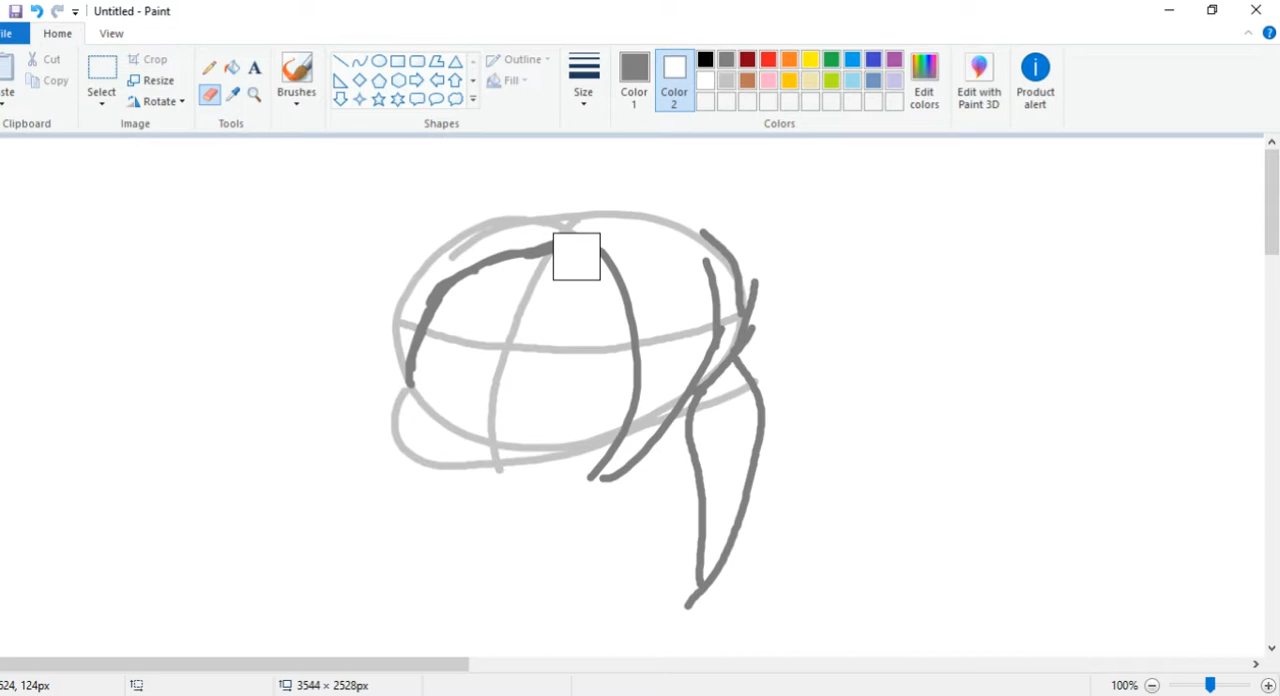 Untitled - Paint
ile Home View
Cut
Copy
ste
Clipboard
Select
Crop
Resize
Rotate
Image
A
Tools
Brushes
Outline
Fill
Shapes
Size
Color 1
Color 2
Edit colors
Colors
Edit with Paint 3D
Product alert
524, 124px
3544 × 2528px
100%